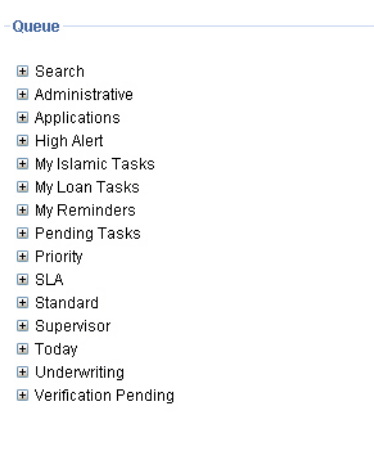 Queue
Search
Administrative
Applications
High Alert
My Islamic Tasks
My Loan Tasks
My Reminders
Pending Tasks
Priority
SLA
Standard
Supervisor
Today
Underwriting
Verification Pending